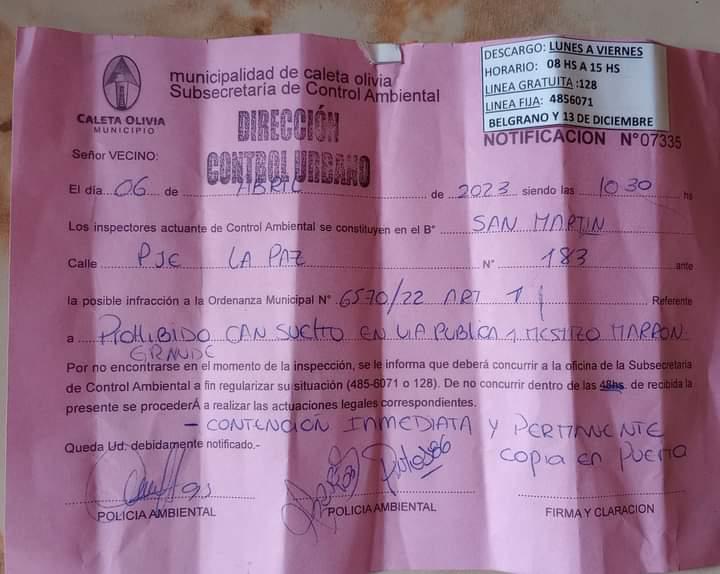 CALETA OLIVIA
MUNICIPIO
municipalidad de caleta olivia
Subsecretaría de Control Ambiental
DIRECCIÓN
CONTROL URBANO
DESCARGO: LUNES A VIERNES
HORARIO: 08 HS A 15 HS
LINEA GRATUITA :128
LINEA FIJA: 4856071
BELGRANO Y 13 DE DICIEMBRE
NOTIFICACION N°07335
Señor VECINO:
El día 06 de ABRIL de 2023 siendo las 10 30 hs
Los inspectores actuante de Control Ambiental se constituyen en el B° SAN MARTIN
Calle PJE LA PAZ N° 183 ante
la posible infracción a la Ordenanza Municipal N° 6570/22 ART 1 Referente
a PROHIBIDO CAN SUELTO EN VIA PUBLICA 1 MESTIZO MARRON
GRANDE
Por no encontrarse en el momento de la inspección, se le informa que deberá concurrir a la oficina de la Subsecretaria
de Control Ambiental a fin regularizar su situación (485-6071 o 128). De no concurrir dentro de las 48hs. de recibida la
presente se procederÁ a realizar las actuaciones legales correspondientes.
- CONTENCIÓN INMEDIATA Y PERMANENTE
Queda Ud. debidamente notificado.-
copia en puerta
POLICIA AMBIENTAL
POLICIA AMBIENTAL
FIRMA Y CLARACION